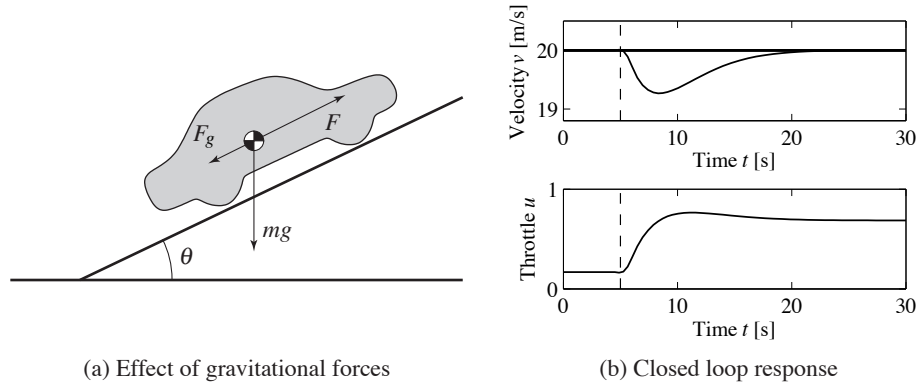 F_g
F
mg
θ
(a) Effect of gravitational forces
Velocity v [m/s]
20
19
0 10 20 30
Time t [s]
Throttle u
1
0
0 10 20 30
Time t [s]
(b) Closed loop response